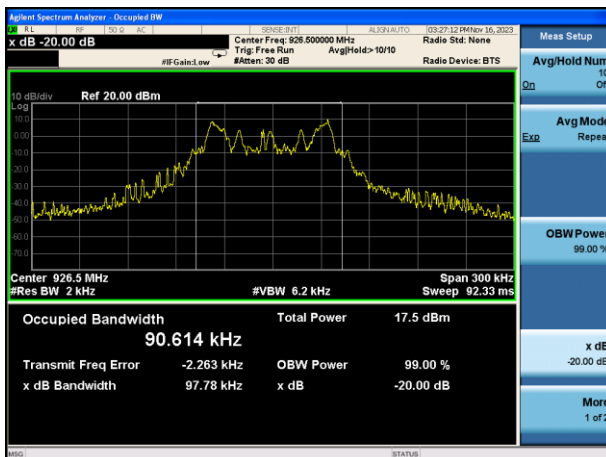 Agilent Spectrum Analyzer - Occupied BW
RL RF 50 Ω AC SENSE:INT ALIGN AUTO 03:27:12 PM Nov 16, 2023
x dB -20.00 dB
Center Freq: 926.500000 MHz Radio Std: None
Trig: Free Run Avg|Hold:>10/10
#IFGain:Low #Atten: 30 dB Radio Device: BTS
10 dB/div Ref 20.00 dBm
Log
10.0
0.00
-10.0
-20.0
-30.0
-40.0
-50.0
-60.0
-70.0
Center 926.5 MHz Span 300 kHz
#Res BW 2 kHz #VBW 6.2 kHz Sweep 92.33 ms
Occupied Bandwidth Total Power 17.5 dBm
90.614 kHz
Transmit Freq Error -2.263 kHz OBW Power 99.00 %
x dB Bandwidth 97.78 kHz x dB -20.00 dB
MSG STATUS
Meas Setup
Avg/Hold Num
10
On Of
Avg Mode
Exp Repea
OBW Power
99.00 %
x dB
-20.00 dB
More
1 of 2